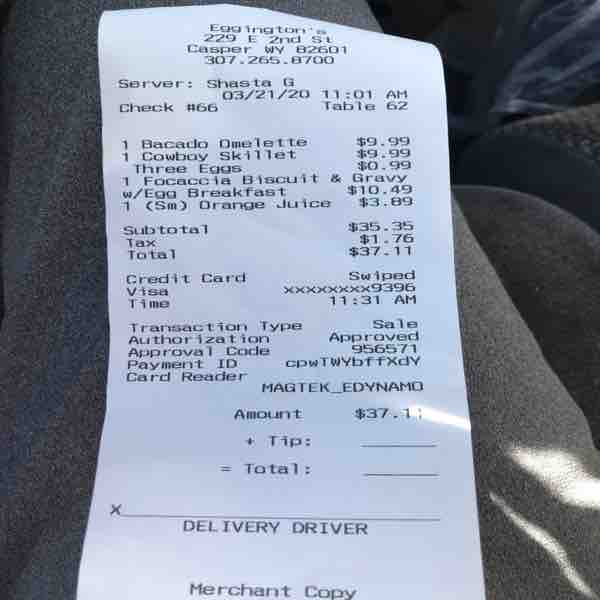 Eggington's
229 E 2nd St
Casper WY 82601
307.265.8700
Server: Shasta G
03/21/20 11:01 AM
Check #66 Table 62
1 Bacado Omelette $9.99
1 Cowboy Skillet $9.99
Three Eggs $0.99
1 Focaccia Biscuit & Gravy
w/Egg Breakfast $10.49
1 (Sm) Orange Juice $3.89
Subtotal $35.35
Tax $1.76
Total $37.11
Credit Card Swiped
Visa xxxxxxxx9396
Time 11:31 AM
Transaction Type Sale
Authorization Approved
Approval Code 956571
Payment ID cpwTWYbffXdY
Card Reader
MAGTEK_EDYNAMO
Amount $37.11
+ Tip:
= Total:
X
DELIVERY DRIVER
Merchant Copy